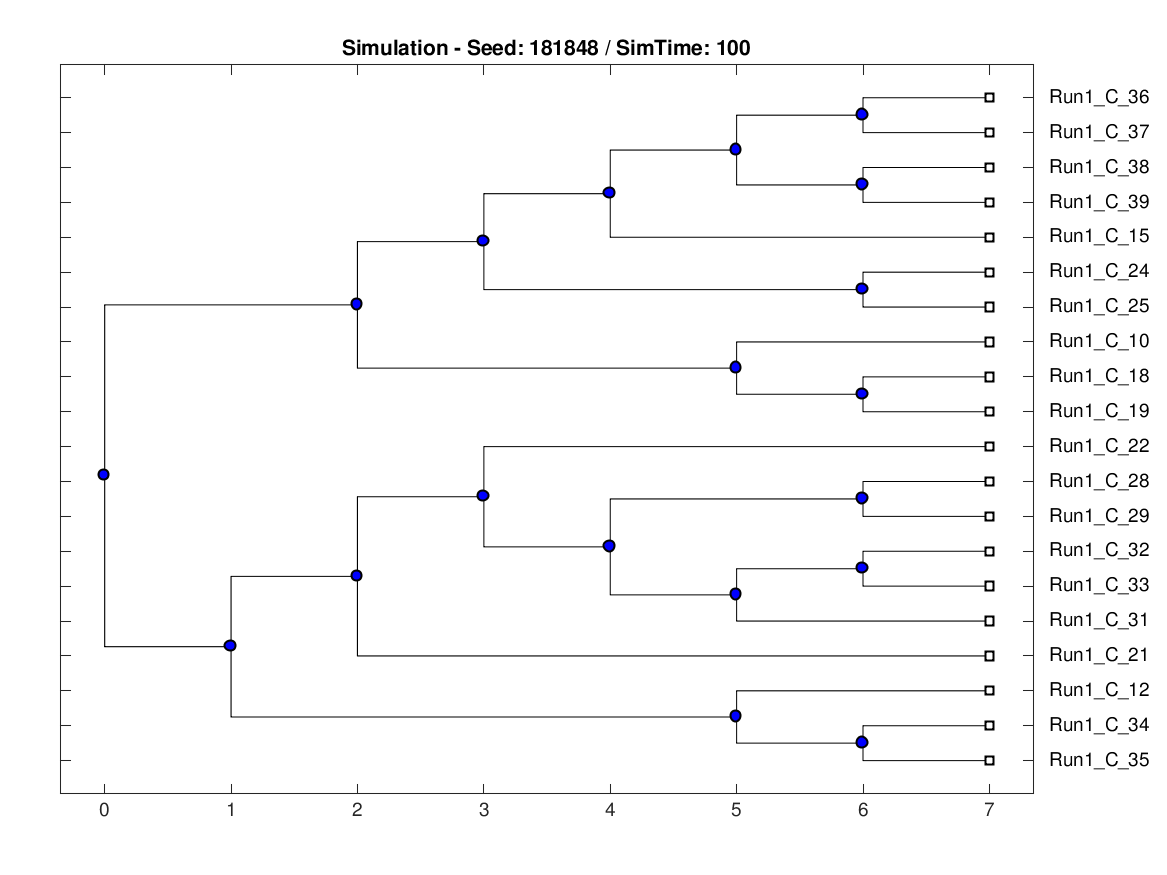 Simulation - Seed: 181848 / SimTime: 100
Run1_C_36
Run1_C_37
Run1_C_38
Run1_C_39
Run1_C_15
Run1_C_24
Run1_C_25
Run1_C_10
Run1_C_18
Run1_C_19
Run1_C_22
Run1_C_28
Run1_C_29
Run1_C_32
Run1_C_33
Run1_C_31
Run1_C_21
Run1_C_12
Run1_C_34
Run1_C_35
0 1 2 3 4 5 6 7